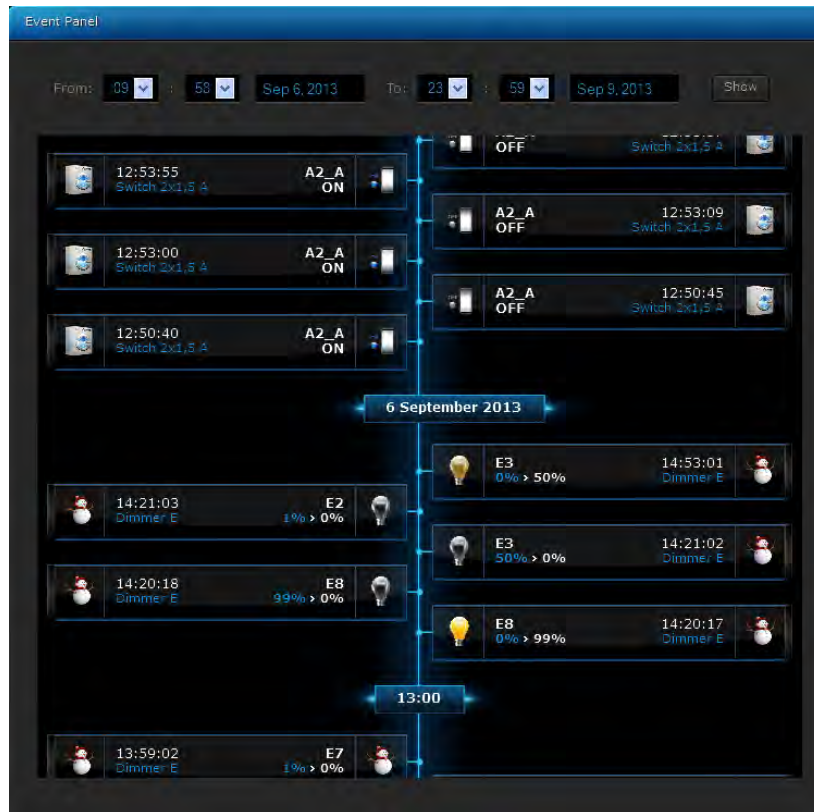 Event Panel
From: 09 : 58 Sep 6, 2013 To: 23 : 59 Sep 9, 2013 Show
OFF Switch 2x1,5 A
12:53:55 A2_A
Switch 2x1,5 A ON
A2_A 12:53:09
OFF Switch 2x1,5 A
12:53:00 A2_A
Switch 2x1,5 A ON
A2_A 12:50:45
OFF Switch 2x1,5 A
12:50:40 A2_A
Switch 2x1,5 A ON
6 September 2013
E3 14:53:01
0% › 50% Dimmer E
14:21:03 E2
Dimmer E 1% › 0%
E3 14:21:02
50% › 0% Dimmer E
14:20:18 E8
Dimmer E 99% › 0%
E8 14:20:17
0% › 99% Dimmer E
13:00
13:59:02 E7
Dimmer E 1% › 0%